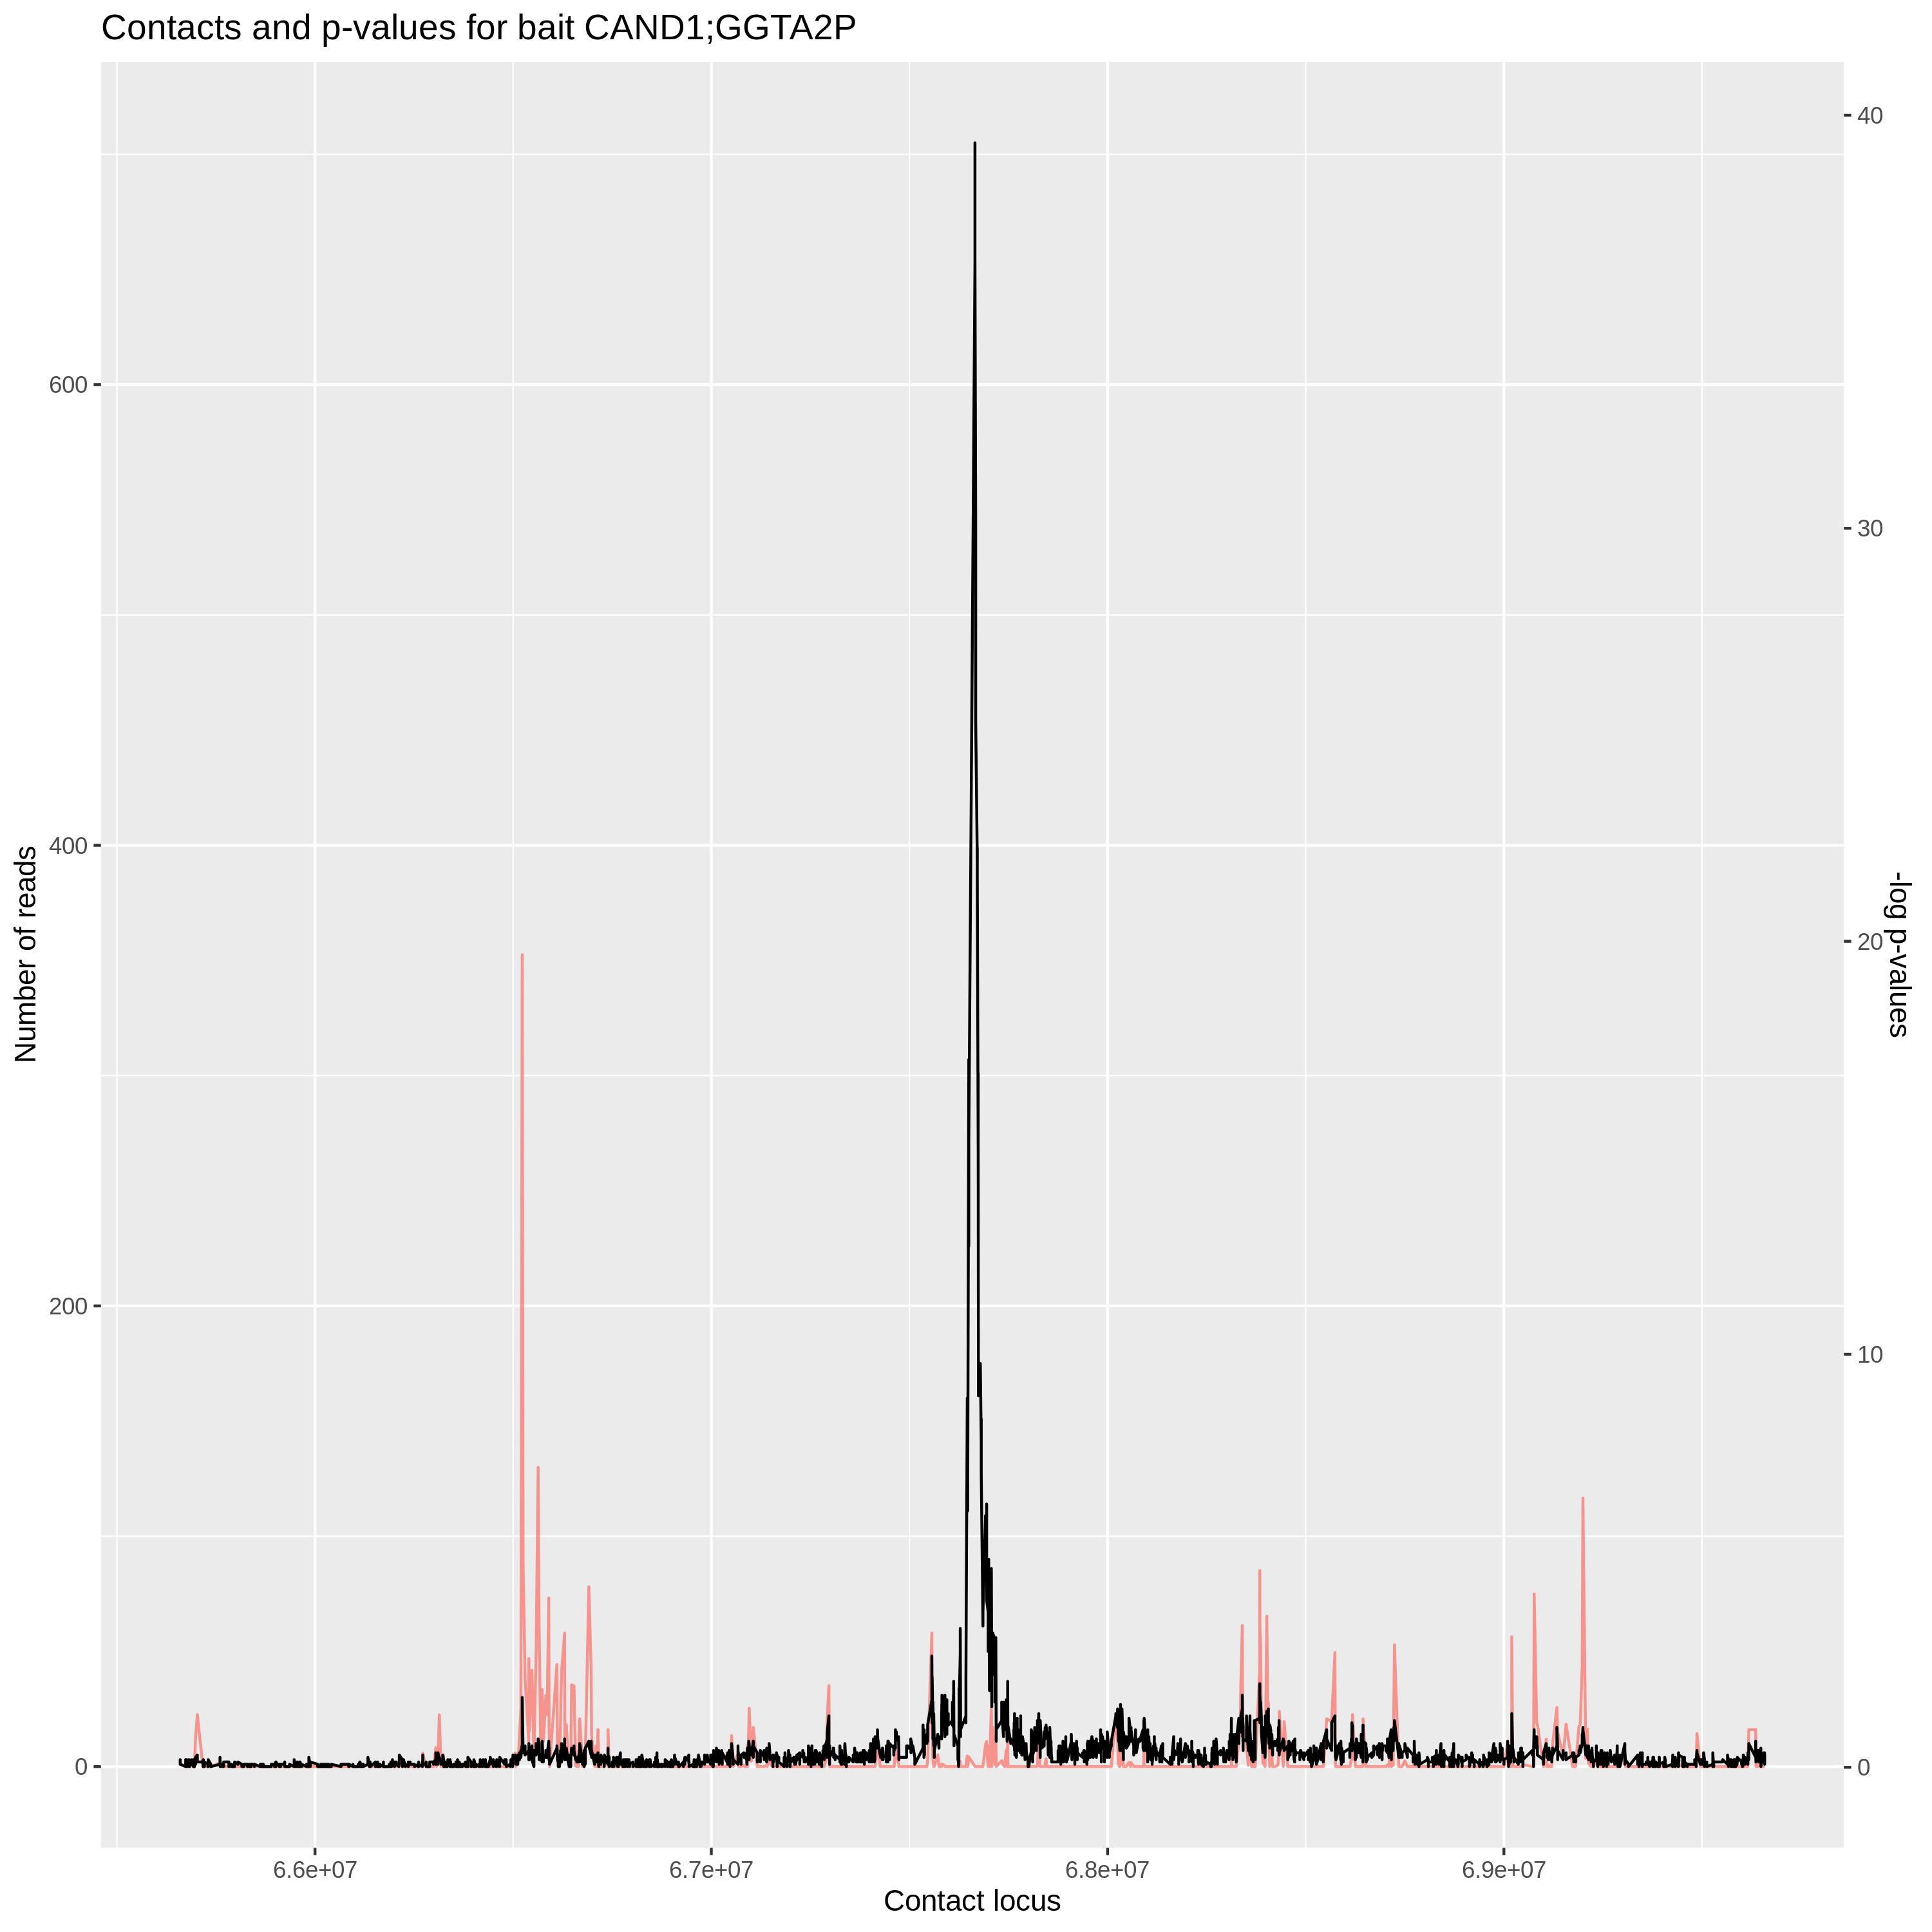 Contacts and p-values for bait CAND1;GGTA2P
Number of reads
600
400
200
0
40
30
20
10
0
-log p-values
6.6e+07
6.7e+07
6.8e+07
6.9e+07
Contact locus